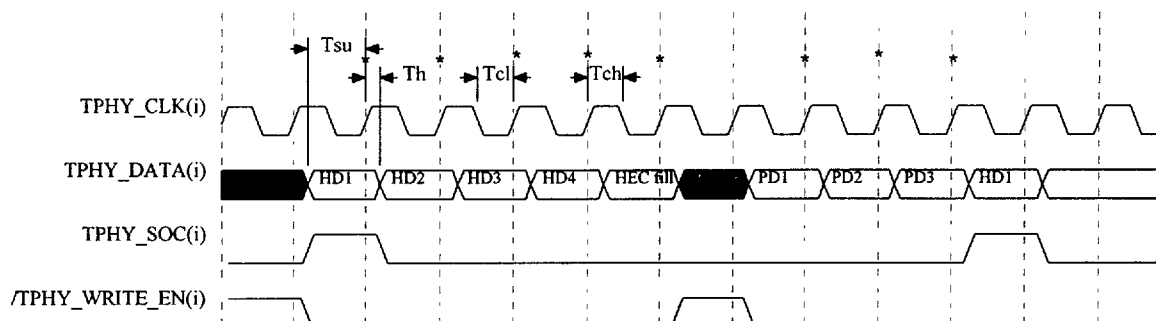 Tsu * * * * * * * *
Th Tcl Tch
TPHY_CLK(i)
TPHY_DATA(i) HD1 HD2 HD3 HD4 HEC fill PD1 PD2 PD3 HD1
TPHY_SOC(i)
/TPHY_WRITE_EN(i)